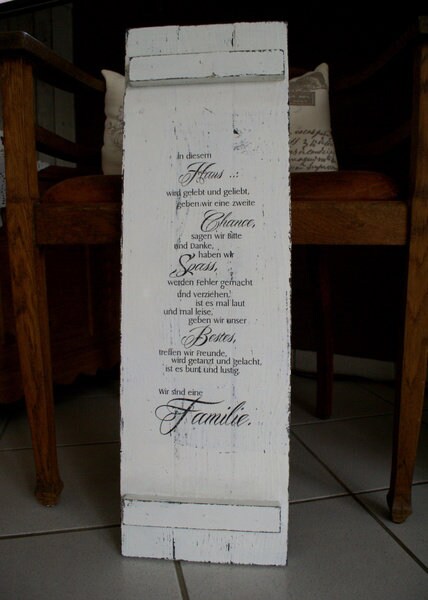 In diesem
Haus ..:
wird gelebt und geliebt,
geben wir eine zweite
Chance,
sagen wir Bitte
und Danke,
haben wir
Spass,
werden Fehler gemacht
und verziehen.
ist es mal laut
und mal leise,
geben wir unser
Bestes,
treffen wir Freunde,
wird getanzt und gelacht,
ist es bunt und lustig.
Wir sind eine
Familie.